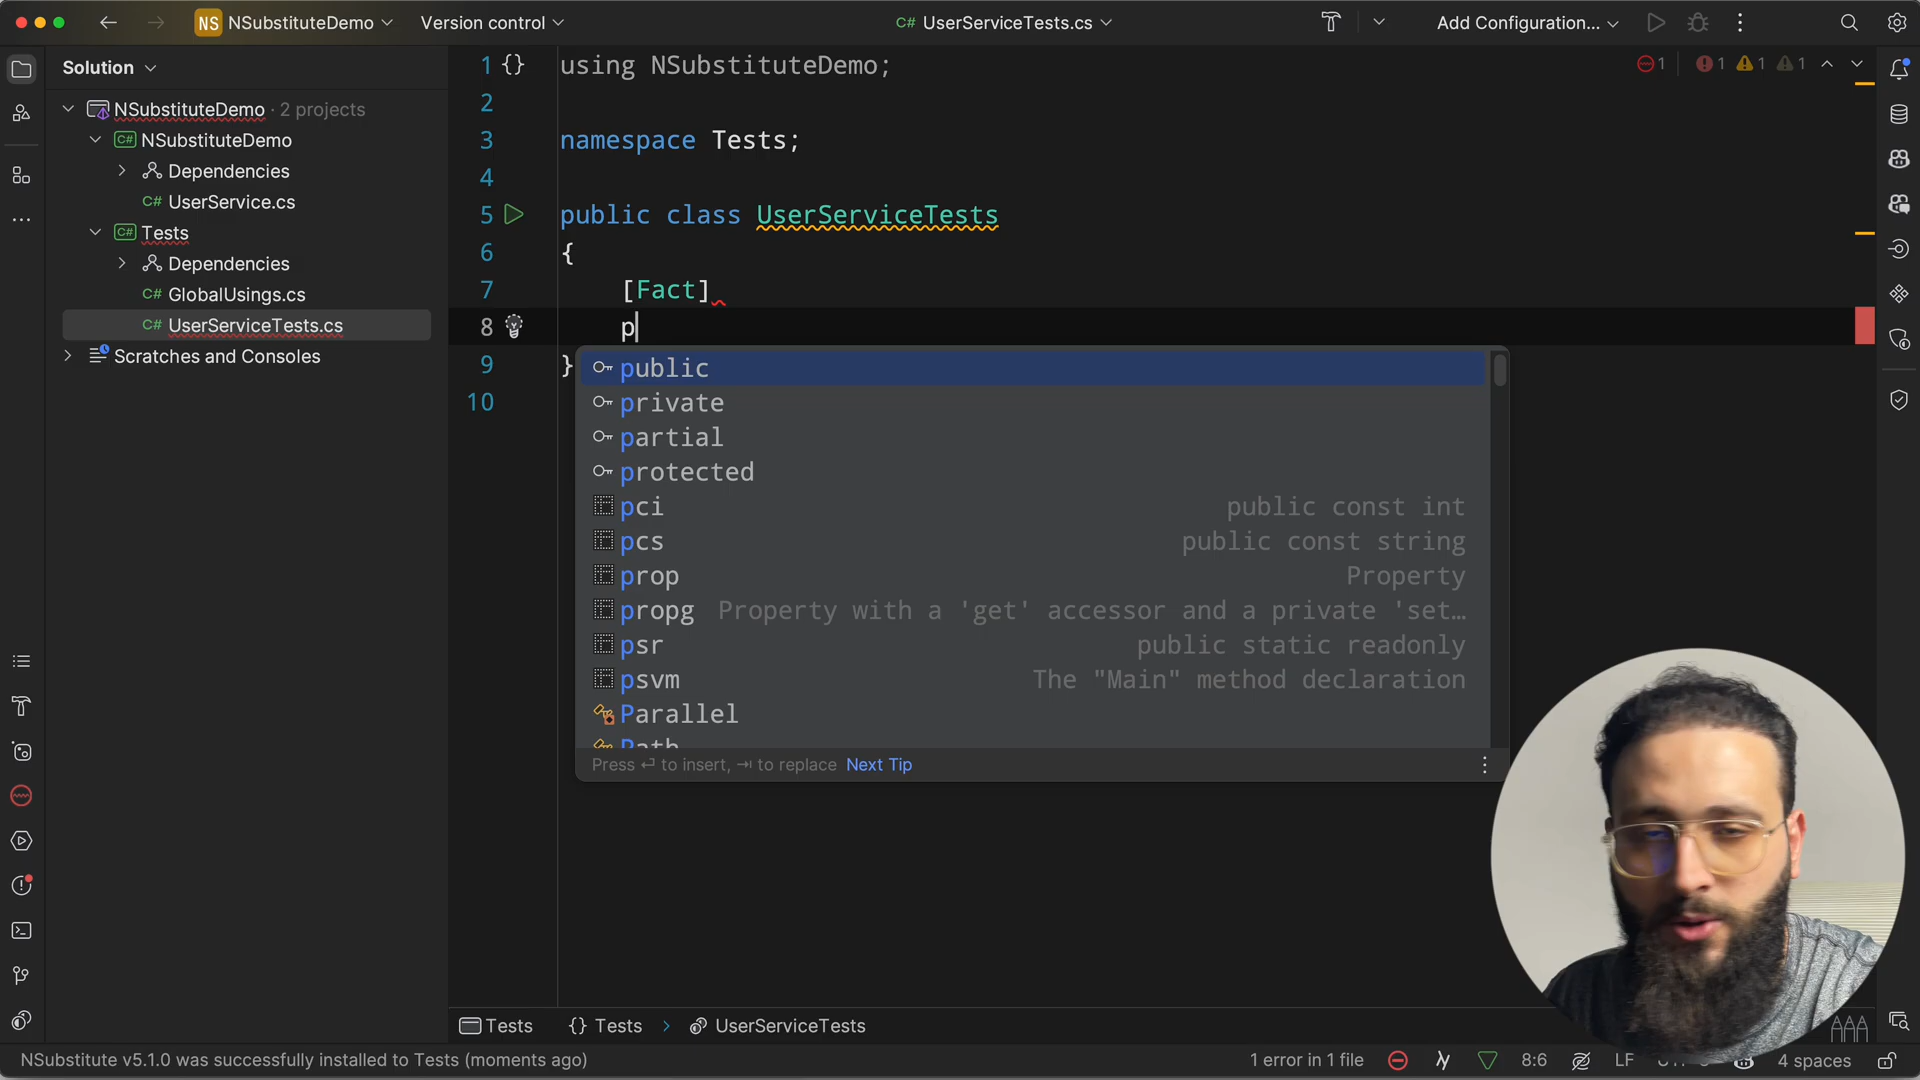 NS NSubstituteDemo
Version control
C# UserServiceTests.cs
Add Configuration...
Solution
NSubstituteDemo · 2 projects
C# NSubstituteDemo
Dependencies
C# UserService.cs
C# Tests
Dependencies
C# GlobalUsings.cs
C# UserServiceTests.cs
Scratches and Consoles
1 {} using NSubstituteDemo;
1 1 1 1
2
3 namespace Tests;
4
5 public class UserServiceTests
6 {
7 [Fact]
8 p
9 }
10
public
private
partial
protected
pci public const int
pcs public const string
prop Property
propg Property with a 'get' accessor and a private 'set…
psr public static readonly
psvm The "Main" method declaration
Parallel
Path
Press ⏎ to insert, ⇥ to replace Next Tip
Tests {} Tests > UserServiceTests
NSubstitute v5.1.0 was successfully installed to Tests (moments ago)
1 error in 1 file
8:6
LF
4 spaces